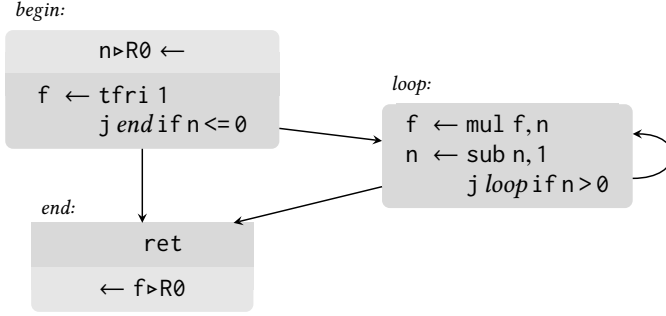 begin:
n▹R0 ←
f ← tfri 1
j end if n <= 0
loop:
f ← mul f, n
n ← sub n, 1
j loop if n > 0
end:
ret
← f▹R0